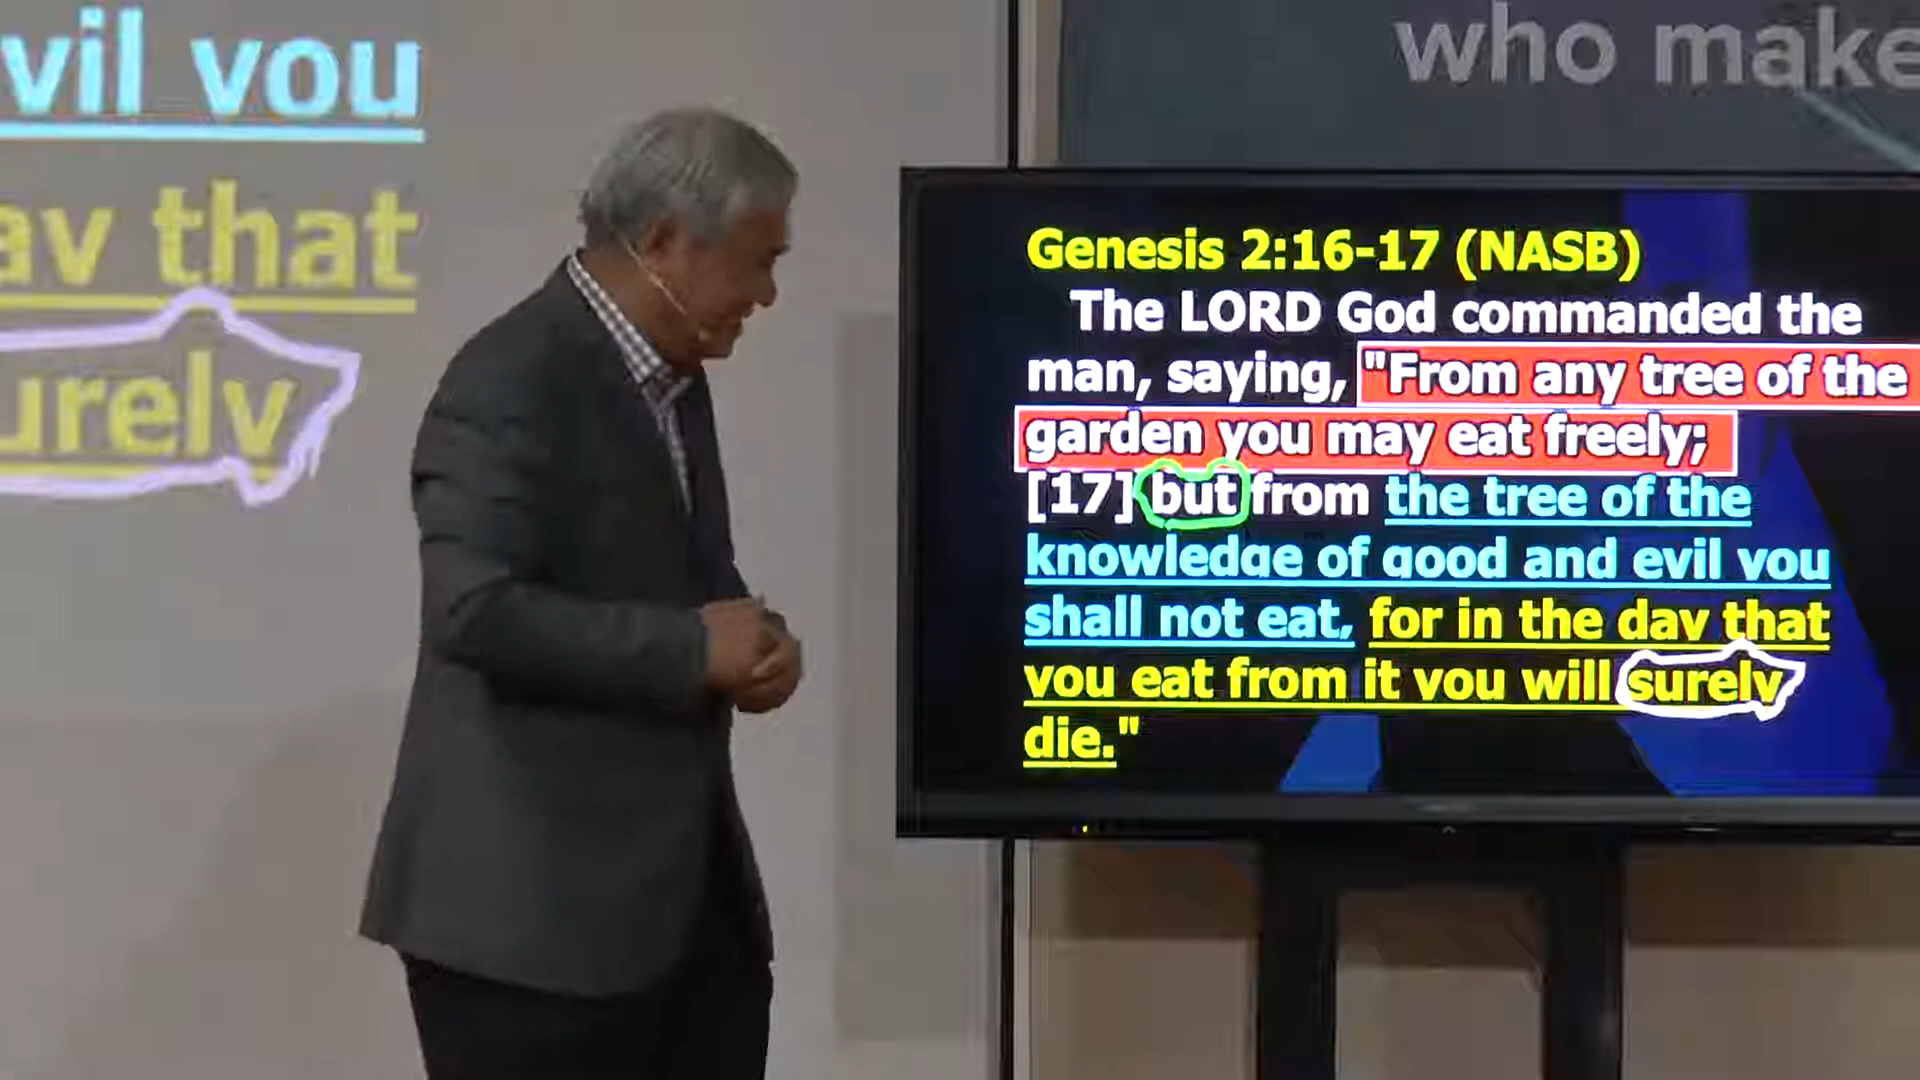 vil you
that
urely
who make
Genesis 2:16-17 (NASB)
The LORD God commanded the
man, saying, "From any tree of the
garden you may eat freely;
[17] but from the tree of the
knowledge of good and evil you
shall not eat, for in the day that
you eat from it you will surely
die."